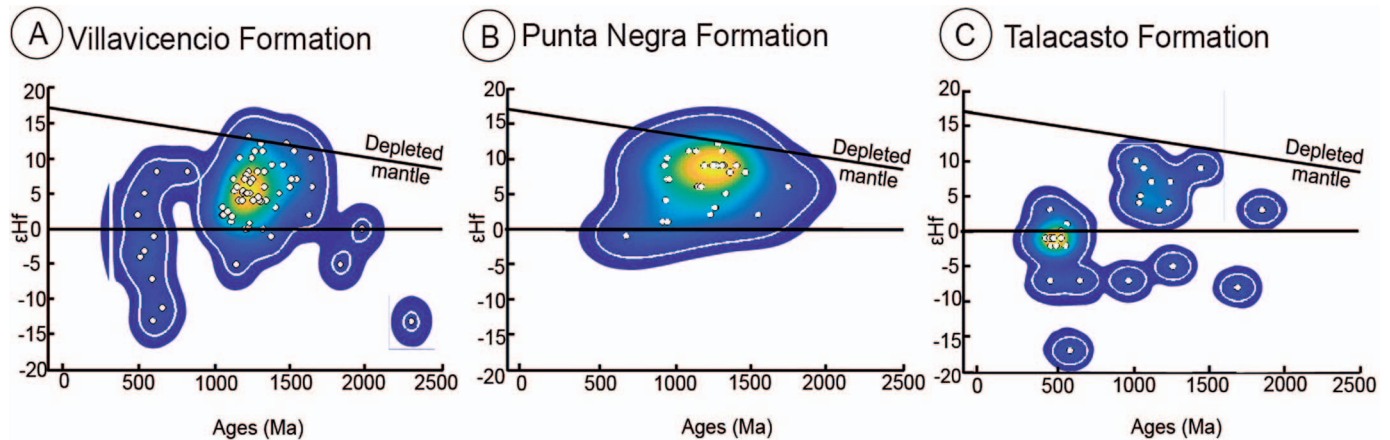 A Villavicencio Formation
B Punta Negra Formation
C Talacasto Formation
20
15
10
5
0
-5
-10
-15
-20
εHf
Depleted
mantle
0 500 1000 1500 2000 2500
Ages (Ma)
20
15
10
5
0
-5
-10
-15
-20
εHf
Depleted
mantle
0 500 1000 1500 2000 2500
Ages (Ma)
20
15
10
5
0
-5
-10
-15
-20
εHf
Depleted
mantle
0 500 1000 1500 2000 2500
Ages (Ma)